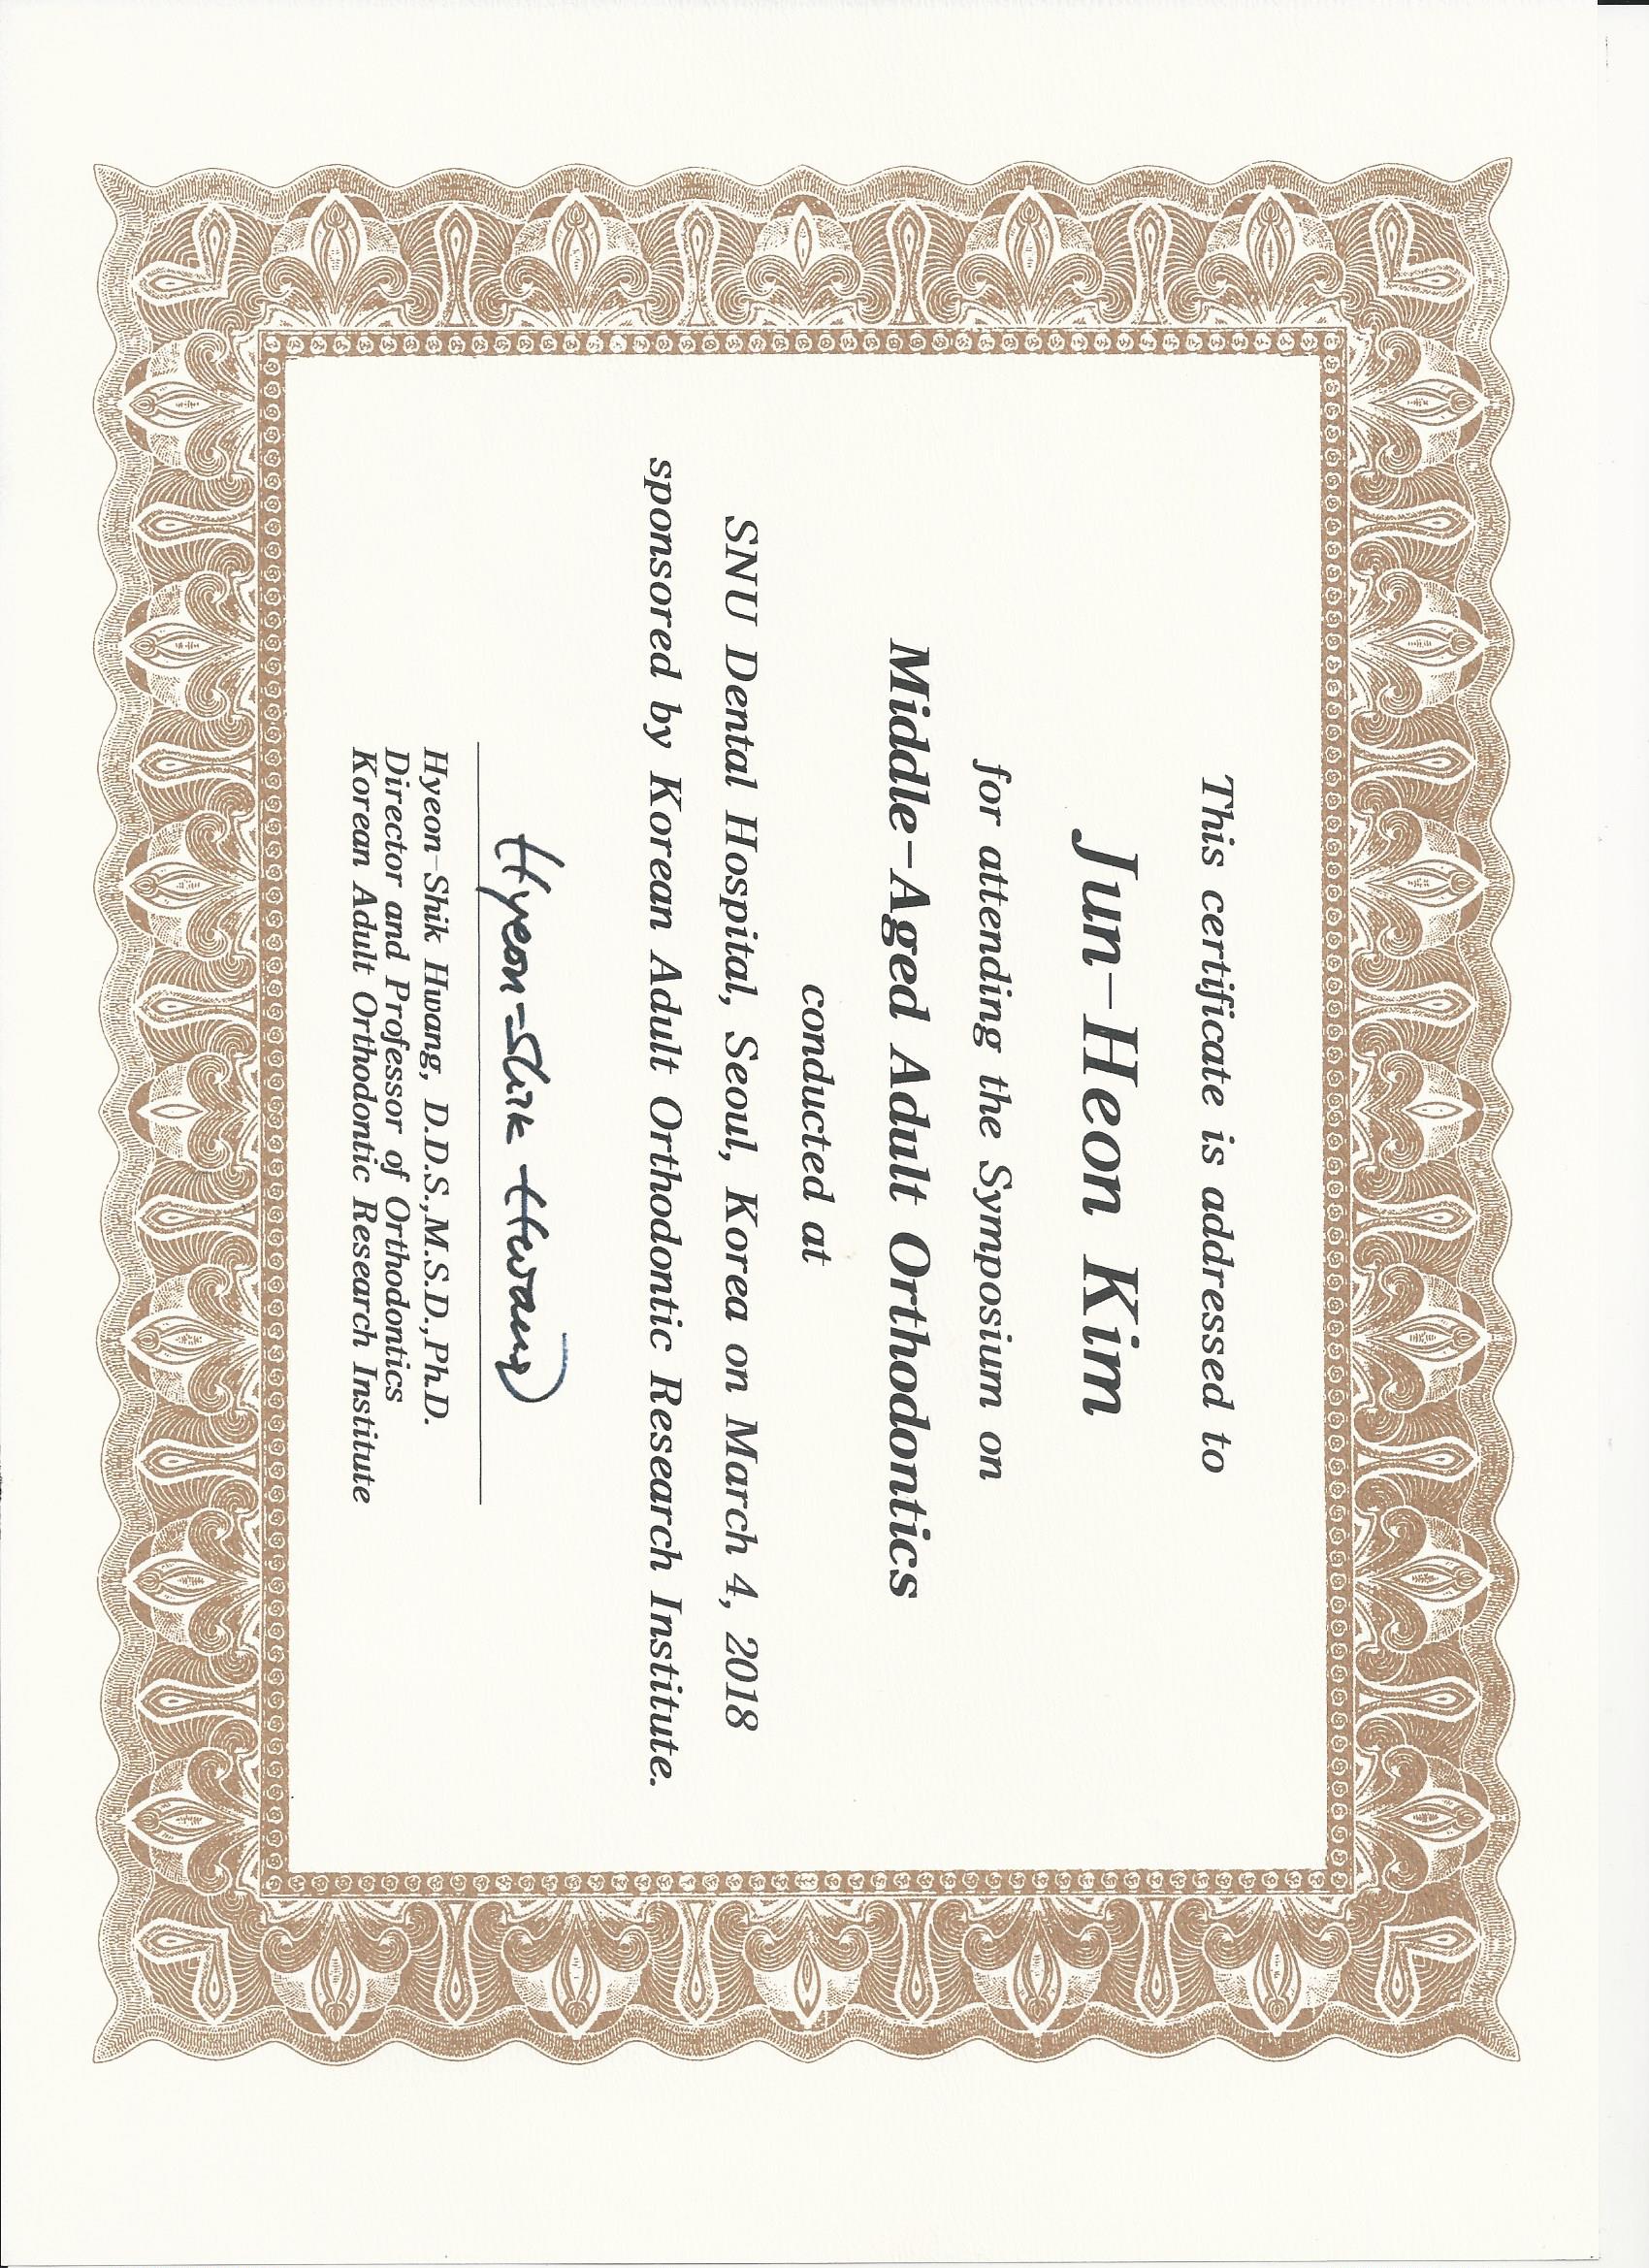 This certificate is addressed to
Jun-Heon Kim
for attending the Symposium on
Middle-Aged Adult Orthodontics
conducted at
SNU Dental Hospital, Seoul, Korea on March 4, 2018
sponsored by Korean Adult Orthodontic Research Institute.
Hyeon-Shik Hwang
Hyeon-Shik Hwang, D.D.S.,M.S.D.,Ph.D.
Director and Professor of Orthodontics
Korean Adult Orthodontic Research Institute